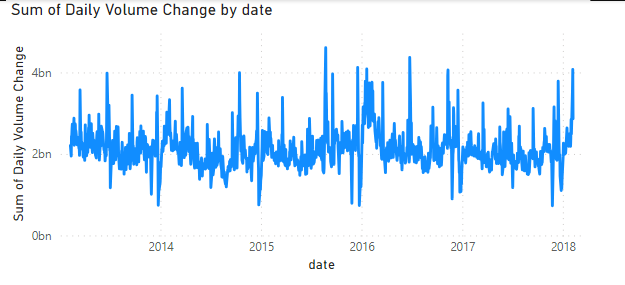 Sum of Daily Volume Change by date
Sum of Daily Volume Change
4bn
2bn
0bn
2014
2015
2016
2017
2018
date